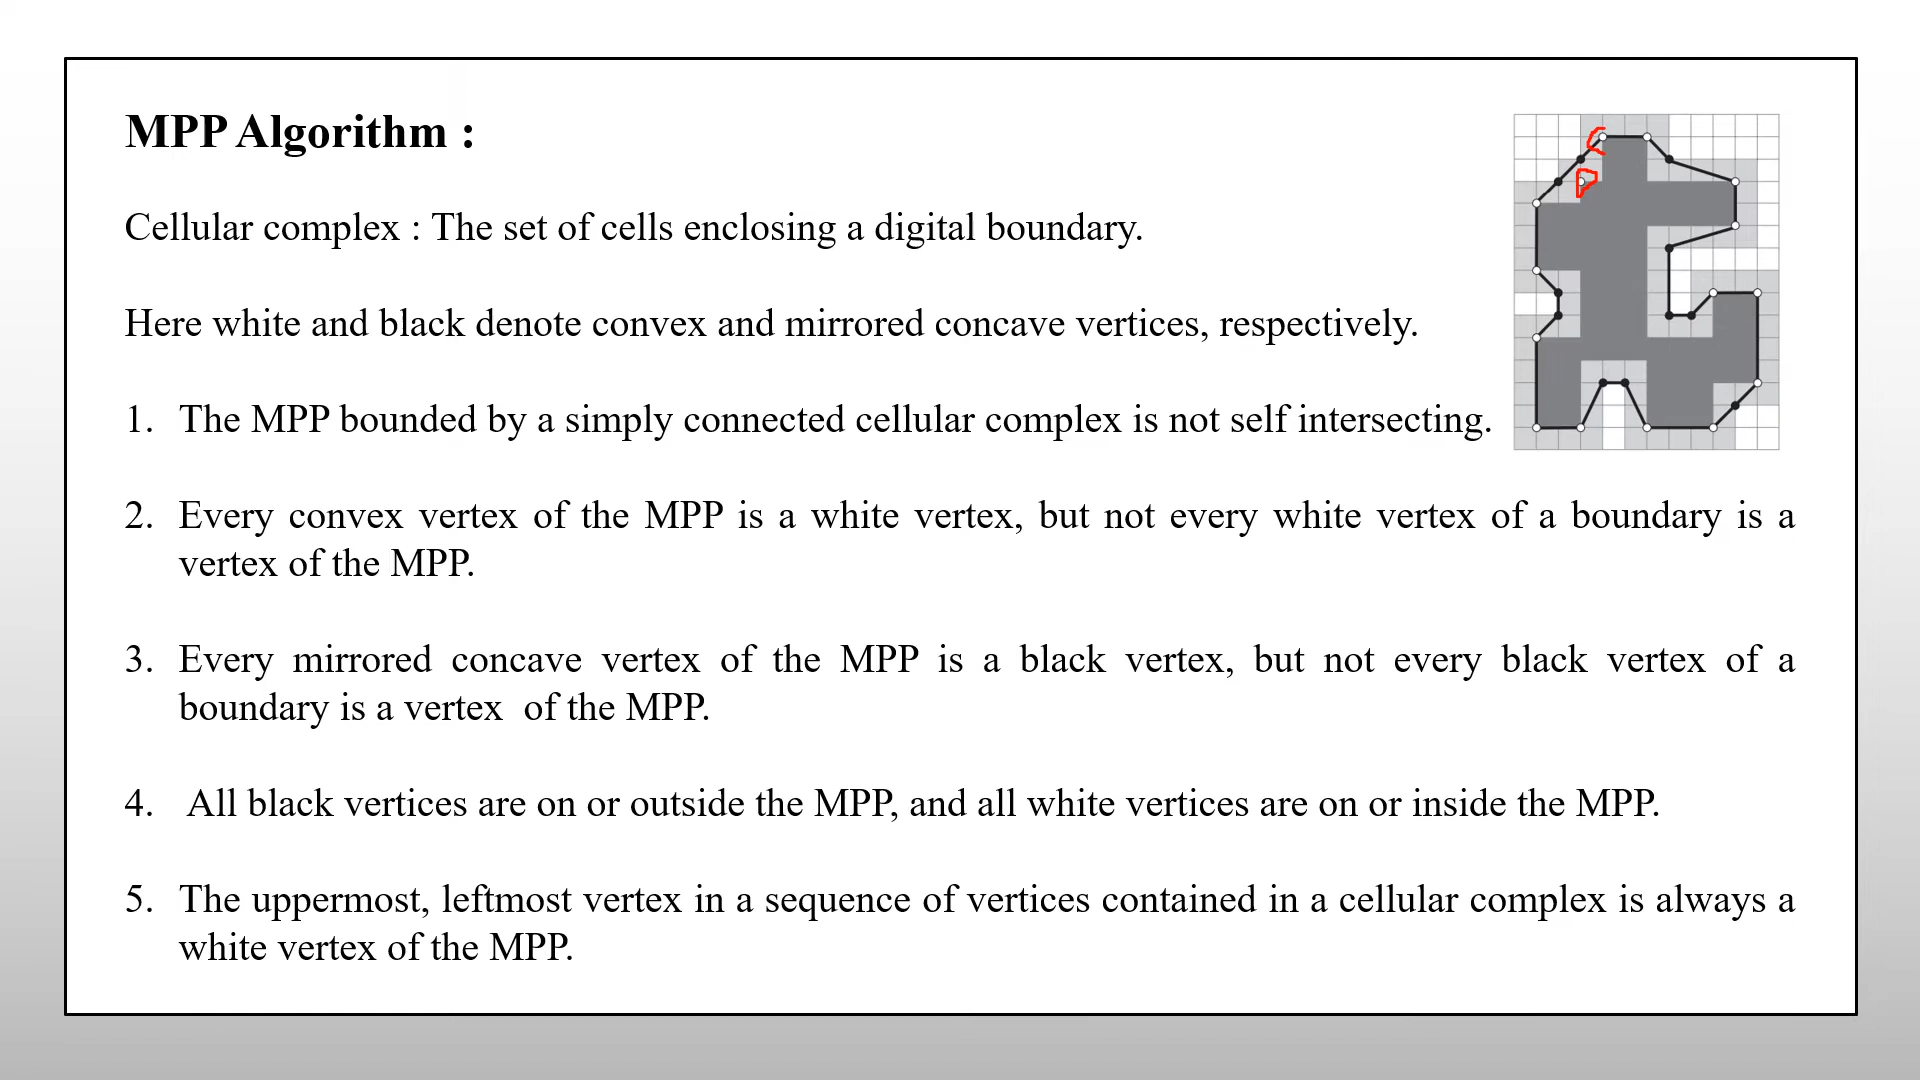 MPP Algorithm :
Cellular complex : The set of cells enclosing a digital boundary.
Here white and black denote convex and mirrored concave vertices, respectively.
1. The MPP bounded by a simply connected cellular complex is not self intersecting.
2. Every convex vertex of the MPP is a white vertex, but not every white vertex of a boundary is a
vertex of the MPP.
3. Every mirrored concave vertex of the MPP is a black vertex, but not every black vertex of a
boundary is a vertex of the MPP.
4. All black vertices are on or outside the MPP, and all white vertices are on or inside the MPP.
5. The uppermost, leftmost vertex in a sequence of vertices contained in a cellular complex is always a
white vertex of the MPP.